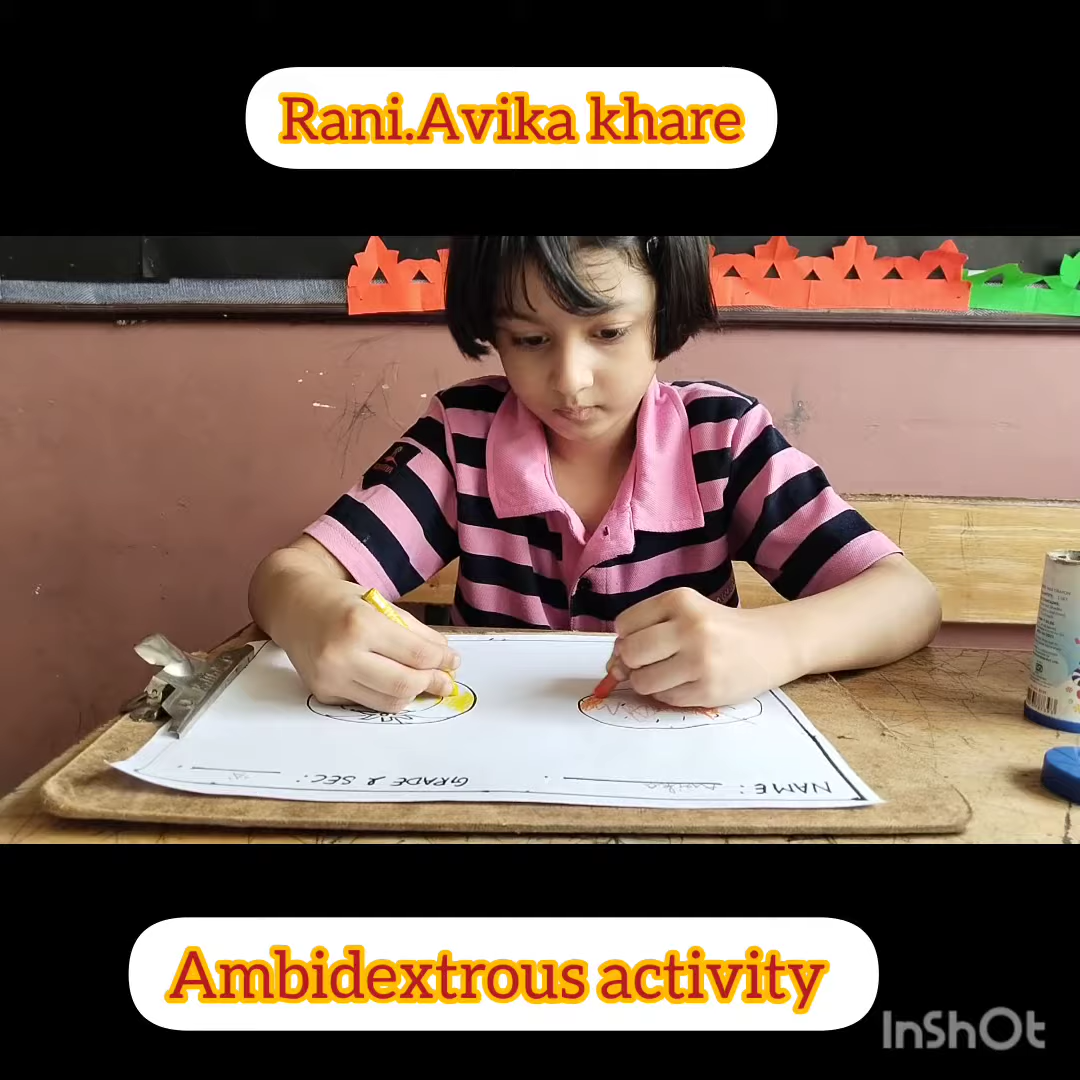 Rani.Avika khare
NAME:
GRADE & SEC:
Ambidextrous activity
InShOt